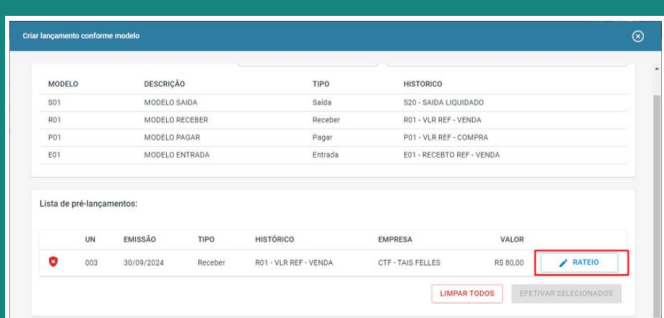 Criar lançamento conforme modelo
MODELO DESCRIÇÃO TIPO HISTORICO
S01 MODELO SAIDA Saída S20 - SAIDA LIQUIDADO
R01 MODELO RECEBER Receber R01 - VLR REF - VENDA
P01 MODELO PAGAR Pagar P01 - VLR REF - COMPRA
E01 MODELO ENTRADA Entrada E01 - RECEBTO REF - VENDA
Lista de pré-lançamentos:
UN EMISSÃO TIPO HISTÓRICO EMPRESA VALOR
003 30/09/2024 Receber R01 - VLR REF - VENDA CTF - TAIS FELLES R$ 80,00 RATEIO
LIMPAR TODOS EFETIVAR SELECIONADOS